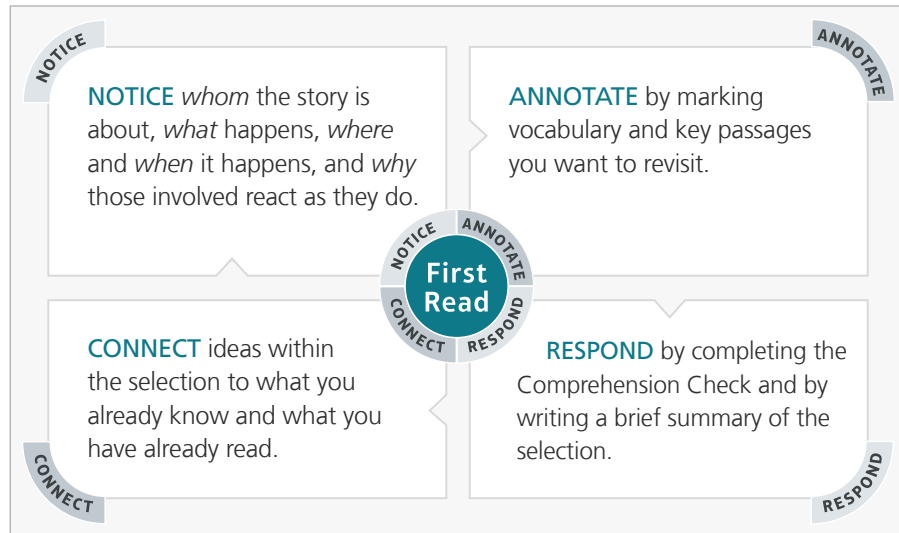 NOTICE
NOTICE whom the story is
about, what happens, where
and when it happens, and why
those involved react as they do.
ANNOTATE
ANNOTATE by marking
vocabulary and key passages
you want to revisit.
NOTICE
ANNOTATE
First
Read
CONNECT
RESPOND
CONNECT ideas within
the selection to what you
already know and what you
have already read.
CONNECT
RESPOND by completing the
Comprehension Check and by
writing a brief summary of the
selection.
RESPOND